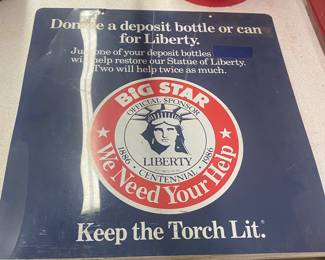 Donate a deposit bottle or can
for Liberty.
Just one of your deposit bottles
will help restore our Statue of Liberty.
Two will help twice as much.
BIG STAR
OFFICIAL SPONSOR
1886 LIBERTY 1986
CENTENNIAL
We Need Your Help
Keep the Torch Lit.